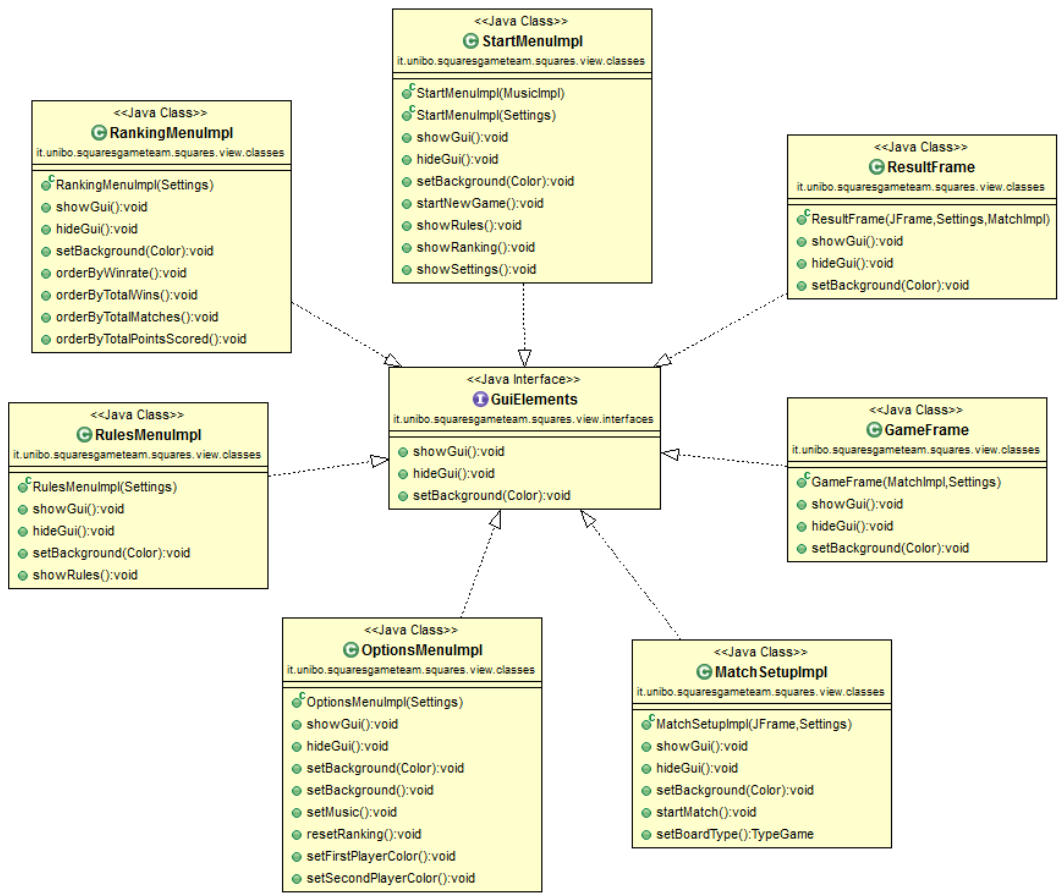 <<Java Class>>
StartMenuImpl
it.unibo.squaresgameteam.squares.view.classes
StartMenuImpl(MusicImpl)
StartMenuImpl(Settings)
showGui():void
hideGui():void
setBackground(Color):void
startNewGame():void
showRules():void
showRanking():void
showSettings():void
<<Java Class>>
RankingMenuImpl
it.unibo.squaresgameteam.squares.view.classes
RankingMenuImpl(Settings)
showGui():void
hideGui():void
setBackground(Color):void
orderByWinrate():void
orderByTotalWins():void
orderByTotalMatches():void
orderByTotalPointsScored():void
<<Java Class>>
ResultFrame
it.unibo.squaresgameteam.squares.view.classes
ResultFrame(JFrame,Settings,MatchImpl)
showGui():void
hideGui():void
setBackground(Color):void
<<Java Interface>>
GuiElements
it.unibo.squaresgameteam.squares.view.interfaces
showGui():void
hideGui():void
setBackground(Color):void
<<Java Class>>
RulesMenuImpl
it.unibo.squaresgameteam.squares.view.classes
RulesMenuImpl(Settings)
showGui():void
hideGui():void
setBackground(Color):void
showRules():void
<<Java Class>>
GameFrame
it.unibo.squaresgameteam.squares.view.classes
GameFrame(MatchImpl,Settings)
showGui():void
hideGui():void
setBackground(Color):void
<<Java Class>>
OptionsMenuImpl
it.unibo.squaresgameteam.squares.view.classes
OptionsMenuImpl(Settings)
showGui():void
hideGui():void
setBackground(Color):void
setBackground():void
setMusic():void
resetRanking():void
setFirstPlayerColor():void
setSecondPlayerColor():void
<<Java Class>>
MatchSetupImpl
it.unibo.squaresgameteam.squares.view.classes
MatchSetupImpl(JFrame,Settings)
showGui():void
hideGui():void
setBackground(Color):void
startMatch():void
setBoardType():TypeGame